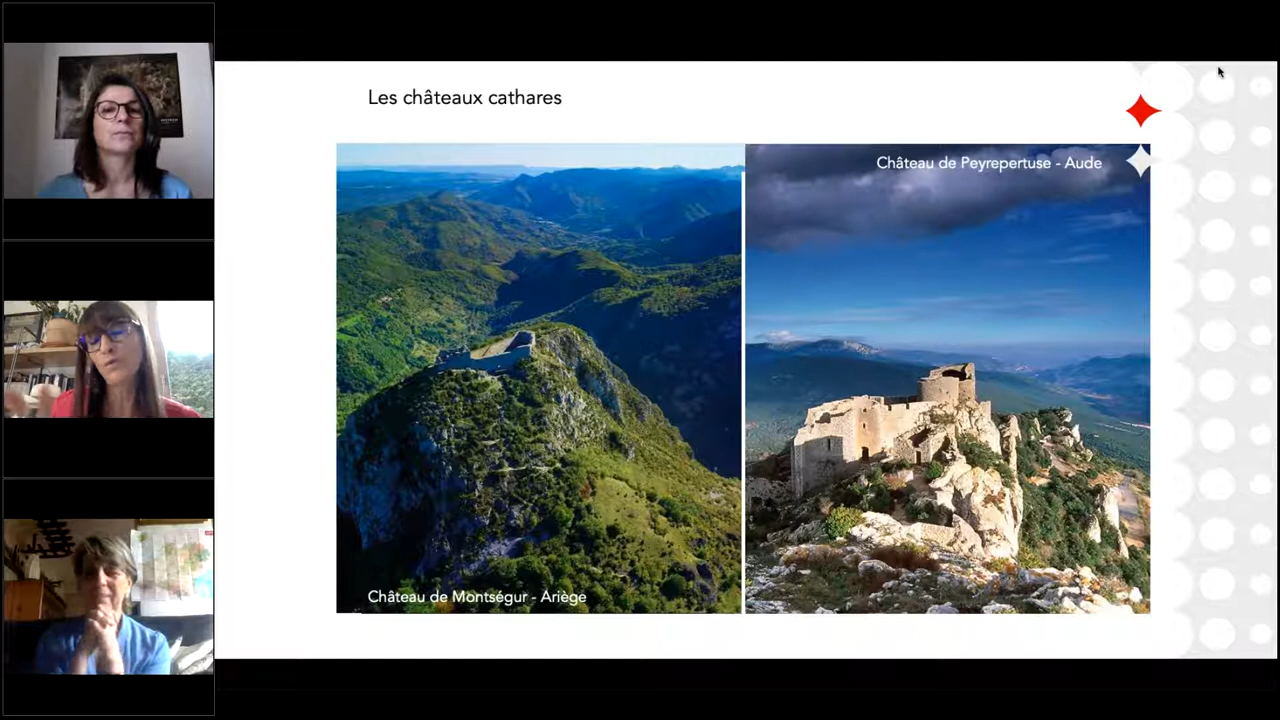 Les châteaux cathares
Château de Peyrepertuse - Aude
Château de Montségur - Ariège